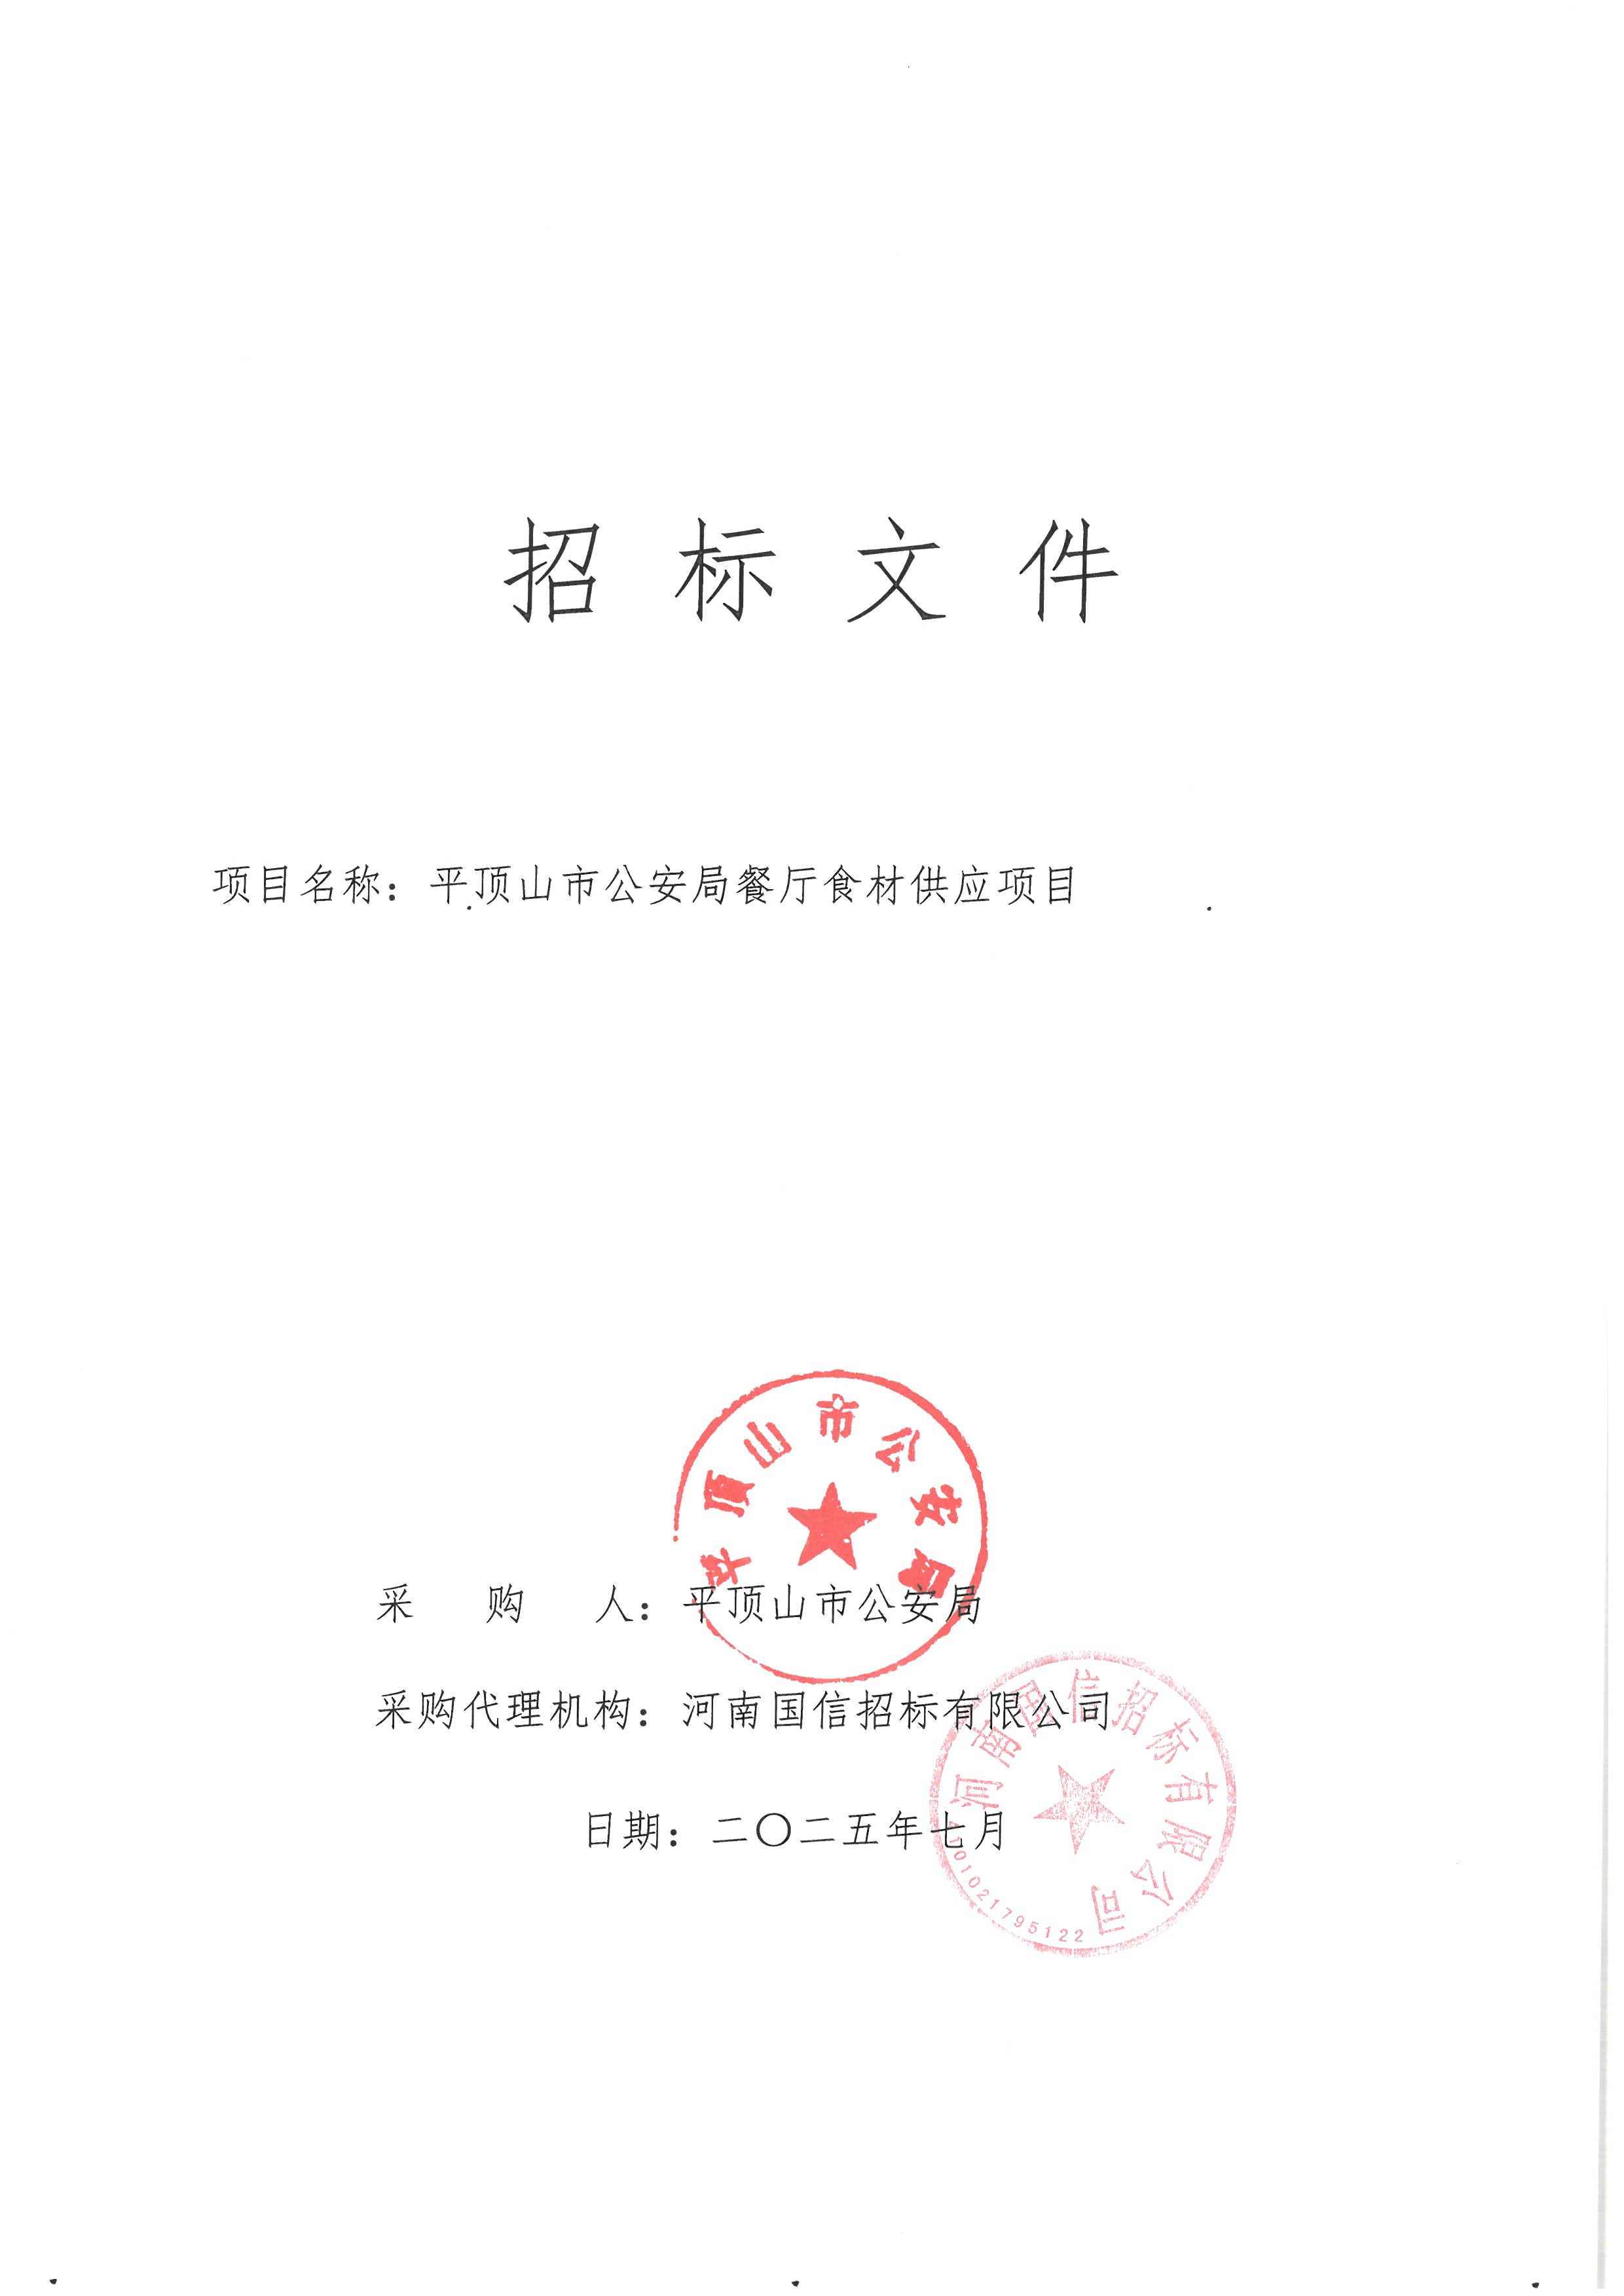 招标文件
项目名称：平顶山市公安局餐厅食材供应项目
平顶山市公安局
采购人：平顶山市公安局
采购代理机构：河南国信招标有限公司
日期：二〇二五年七月
河南国信招标有限公司
4101021795122